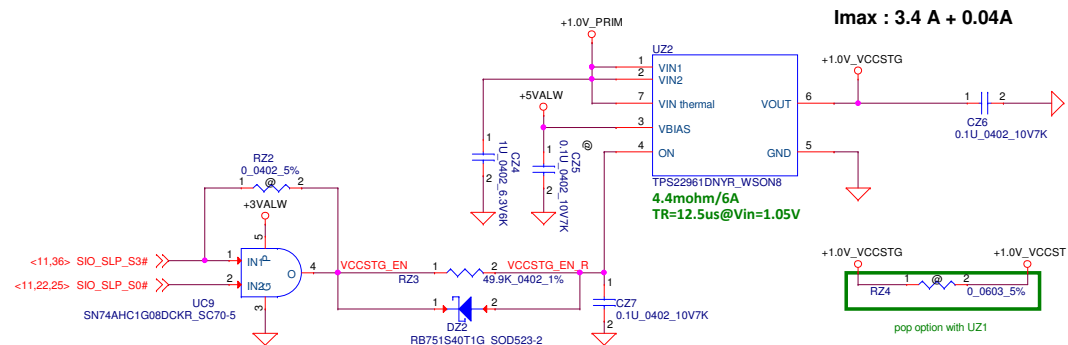 Imax : 3.4 A + 0.04A
+1.0V_PRIM
UZ2
1
VIN1
2
VIN2
7
VIN thermal
VOUT
6
+5VALW
3
VBIAS
4
ON
GND
5
TPS22961DNYR_WSON8
4.4mohm/6A
TR=12.5us@Vin=1.05V
+1.0V_VCCSTG
1
2
CZ6
0.1U_0402_10V7K
1
2
CZ4
1U_0402_6.3V6K
1
2
CZ5
0.1U_0402_10V7K
@
RZ2
0_0402_5%
1
@
2
+3VALW
5
<11,36> SIO_SLP_S3#
1
IN1
P
<11,22,25> SIO_SLP_S0#
2
IN2
G
O
4
3
UC9
SN74AHC1G08DCKR_SC70-5
VCCSTG_EN
1
2
VCCSTG_EN_R
RZ3
49.9K_0402_1%
1
2
DZ2
RB751S40T1G_SOD523-2
1
2
CZ7
0.1U_0402_10V7K
+1.0V_VCCSTG
+1.0V_VCCST
1
@
2
RZ4
0_0603_5%
pop option with UZ1